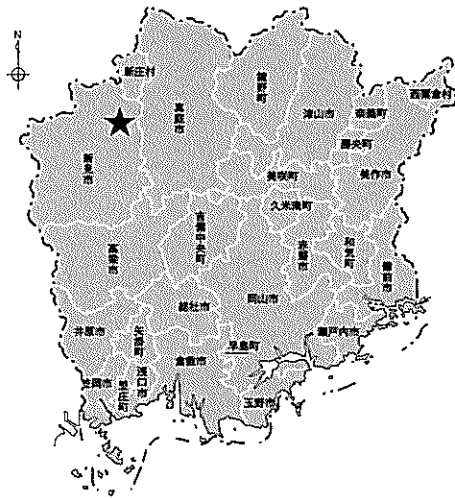 N
新庄村
真庭市
鏡野町
津山市
奈義町
西粟倉村
勝央町
美作市
新見市
美咲町
久米南町
吉備中央町
高梁市
赤磐市
和気町
備前市
岡山市
総社市
井原市
矢掛町
瀬戸内市
早島町
倉敷市
浅口市
笠岡市
里庄町
玉野市